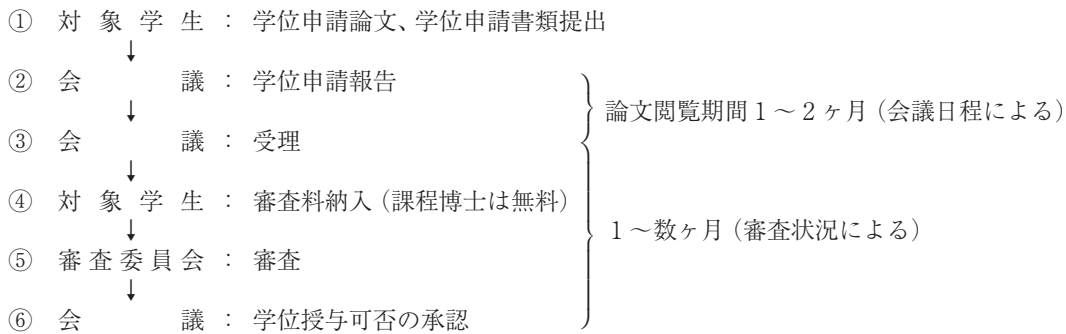 ① 対象学生：学位申請論文、学位申請書類提出
↓
② 会議：学位申請報告
論文閲覧期間1～2ヶ月（会議日程による）
↓
③ 会議：受理
↓
④ 対象学生：審査料納入（課程博士は無料）
1～数ヶ月（審査状況による）
↓
⑤ 審査委員会：審査
↓
⑥ 会議：学位授与可否の承認